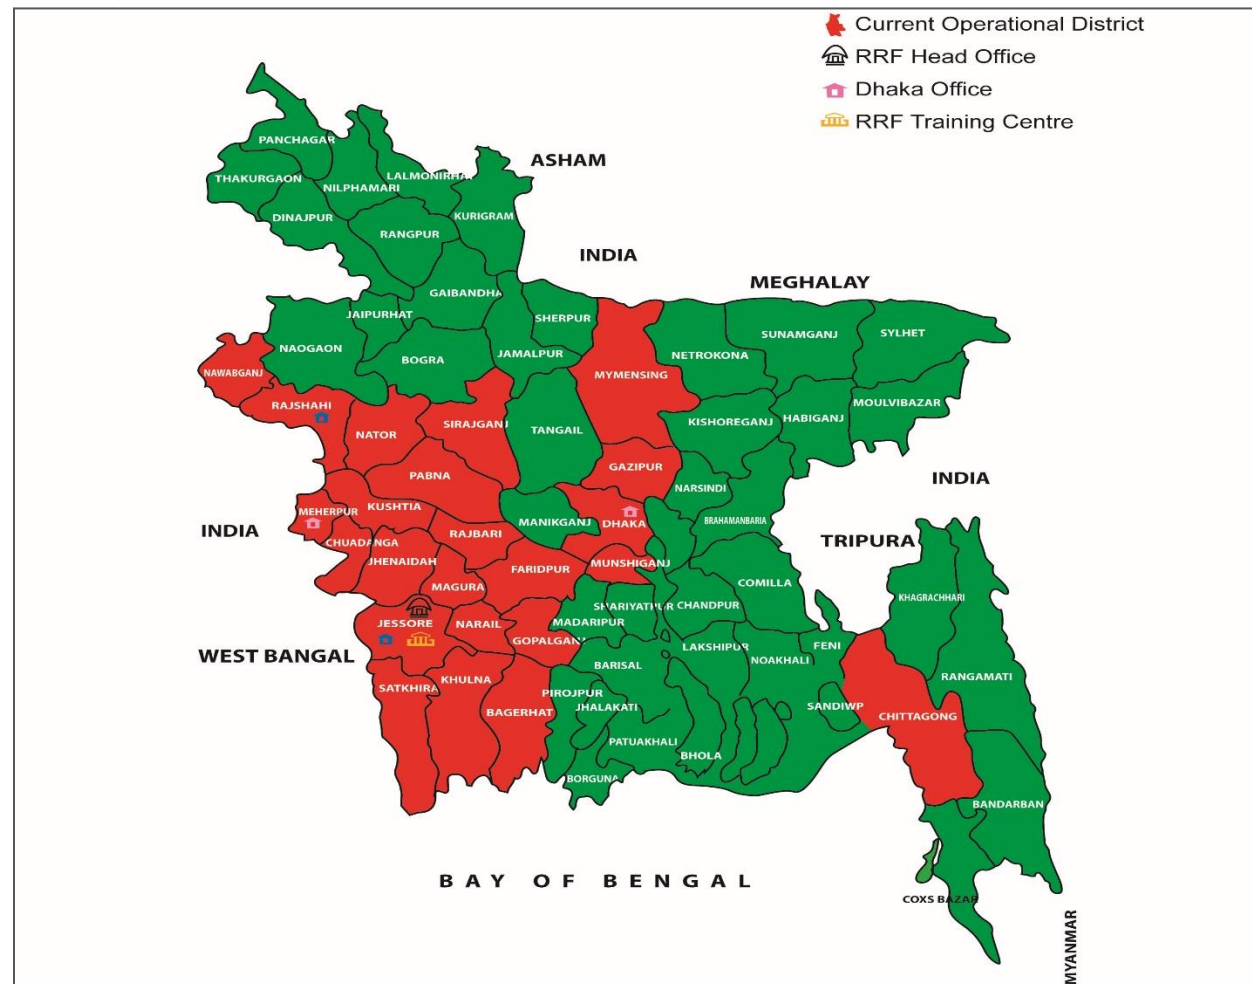 Current Operational District
RRF Head Office
Dhaka Office
RRF Training Centre
PANCHAGAR
ASHAM
THAKURGAON
NILPHAMARI
LALMONIRHAT
DINAJPUR
KURIGRAM
RANGPUR
INDIA
MEGHALAY
GAIBANDHA
JAIPURHAT
SHERPUR
SUNAMGANJ
SYLHET
NAOGAON
BOGRA
JAMALPUR
NETROKONA
NAWABGANJ
MYMENSING
RAJSHAHI
MOULVIBAZAR
NATOR
SIRAJGANJ
TANGAIL
KISHOREGANJ
HABIGANJ
PABNA
GAZIPUR
INDIA
NARSINDI
MEHERPUR
KUSHTIA
MANIKGANJ
DHAKA
BRAHAMANBARIA
INDIA
RAJBARI
TRIPURA
CHUADANGA
JHENAIDAH
FARIDPUR
MUNSHIGANJ
MAGURA
COMILLA
KHAGRACHHARI
SHARIYATPUR
CHANDPUR
JESSORE
NARAIL
MADARIPUR
GOPALGANJ
LAKSHIPUR
NOAKHALI
FENI
WEST BANGAL
BARISAL
RANGAMATI
SATKHIRA
KHULNA
PIROJPUR
JHALAKATI
BAGERHAT
SANDIWP
CHITTAGONG
PATUAKHALI
BHOLA
BORGUNA
BANDARBAN
BAY OF BENGAL
COXS BAZAR
MYANMAR